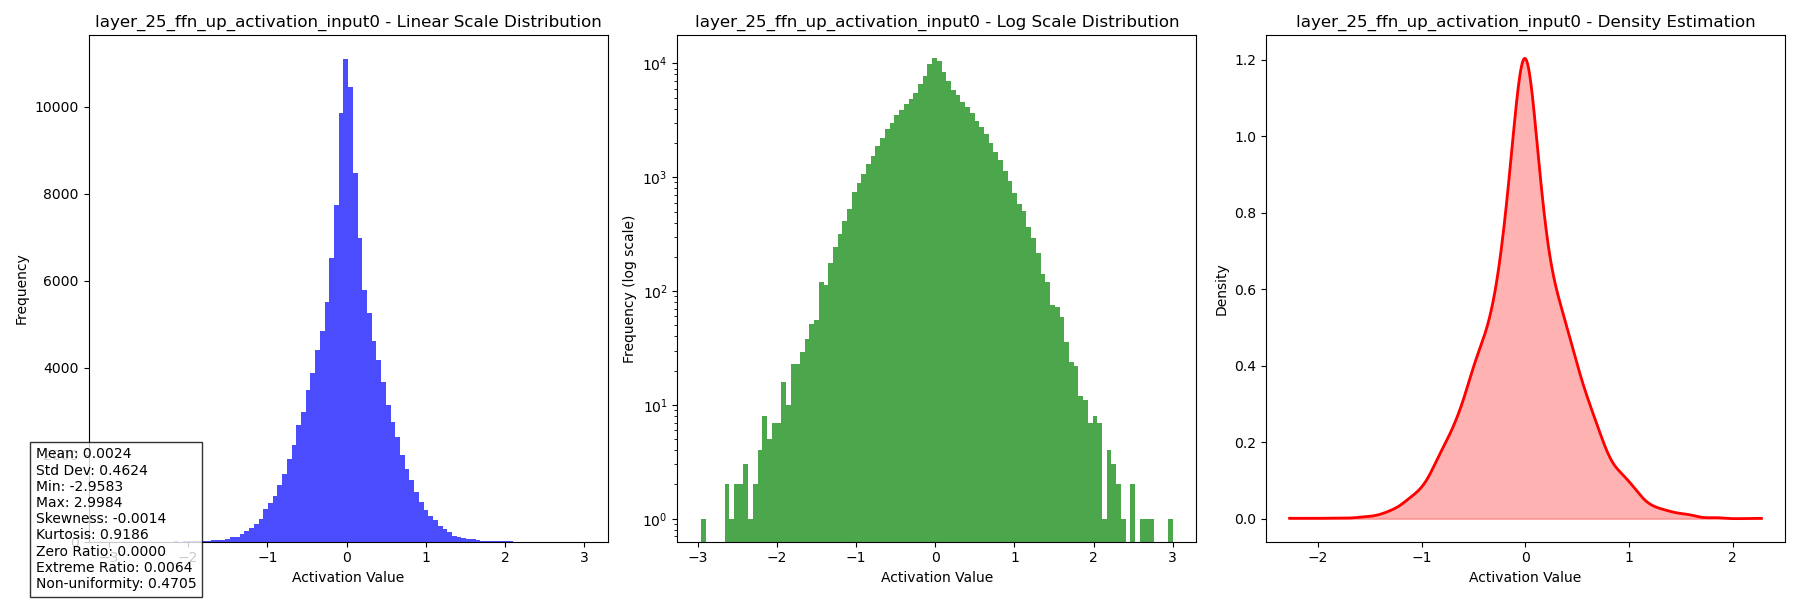 layer_25_ffn_up_activation_input0 - Linear Scale Distribution
Frequency
10000
8000
6000
4000
−1
0
1
2
3
Activation Value
Mean: 0.0024
Std Dev: 0.4624
Min: -2.9583
Max: 2.9984
Skewness: -0.0014
Kurtosis: 0.9186
Zero Ratio: 0.0000
Extreme Ratio: 0.0064
Non-uniformity: 0.4705
layer_25_ffn_up_activation_input0 - Log Scale Distribution
Frequency (log scale)
10⁴
10³
10²
10¹
10⁰
−3
−2
−1
0
1
2
3
Activation Value
layer_25_ffn_up_activation_input0 - Density Estimation
Density
1.2
1.0
0.8
0.6
0.4
0.2
0.0
−2
−1
0
1
2
Activation Value